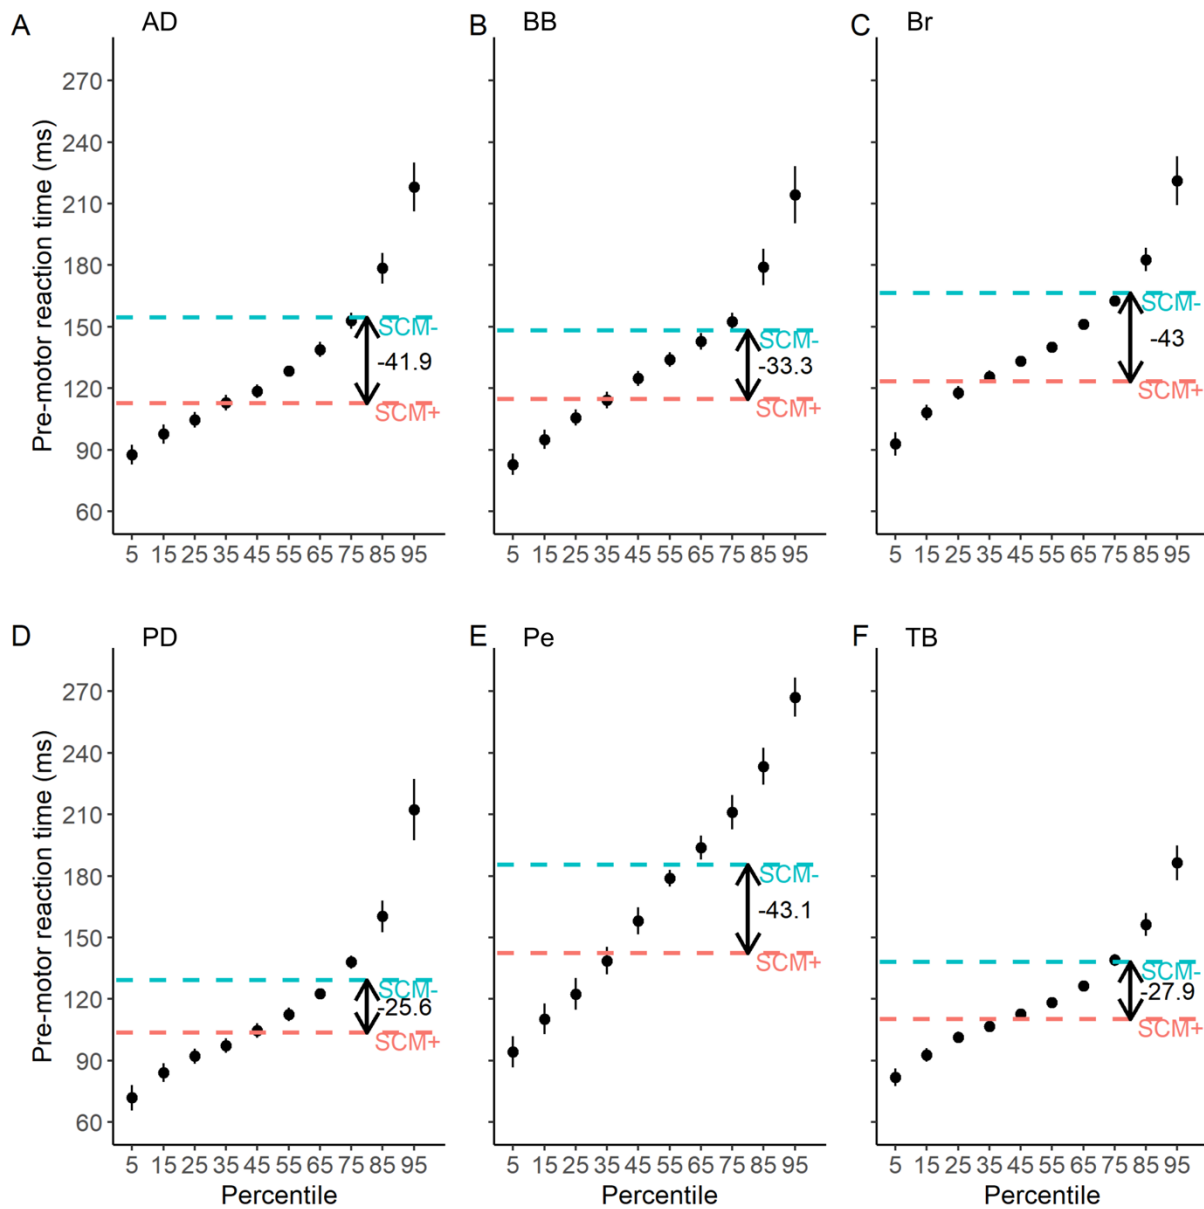 A AD
B BB
C Br
Pre-motor reaction time (ms)
270
240
210
180
150
120
90
60
SCM-
-41.9
SCM+
SCM-
-33.3
SCM+
SCM-
-43
SCM+
5 15 25 35 45 55 65 75 85 95
5 15 25 35 45 55 65 75 85 95
5 15 25 35 45 55 65 75 85 95
D PD
E Pe
F TB
Pre-motor reaction time (ms)
270
240
210
180
150
120
90
60
SCM-
-25.6
SCM+
SCM-
-43.1
SCM+
SCM-
-27.9
SCM+
5 15 25 35 45 55 65 75 85 95
5 15 25 35 45 55 65 75 85 95
5 15 25 35 45 55 65 75 85 95
Percentile
Percentile
Percentile